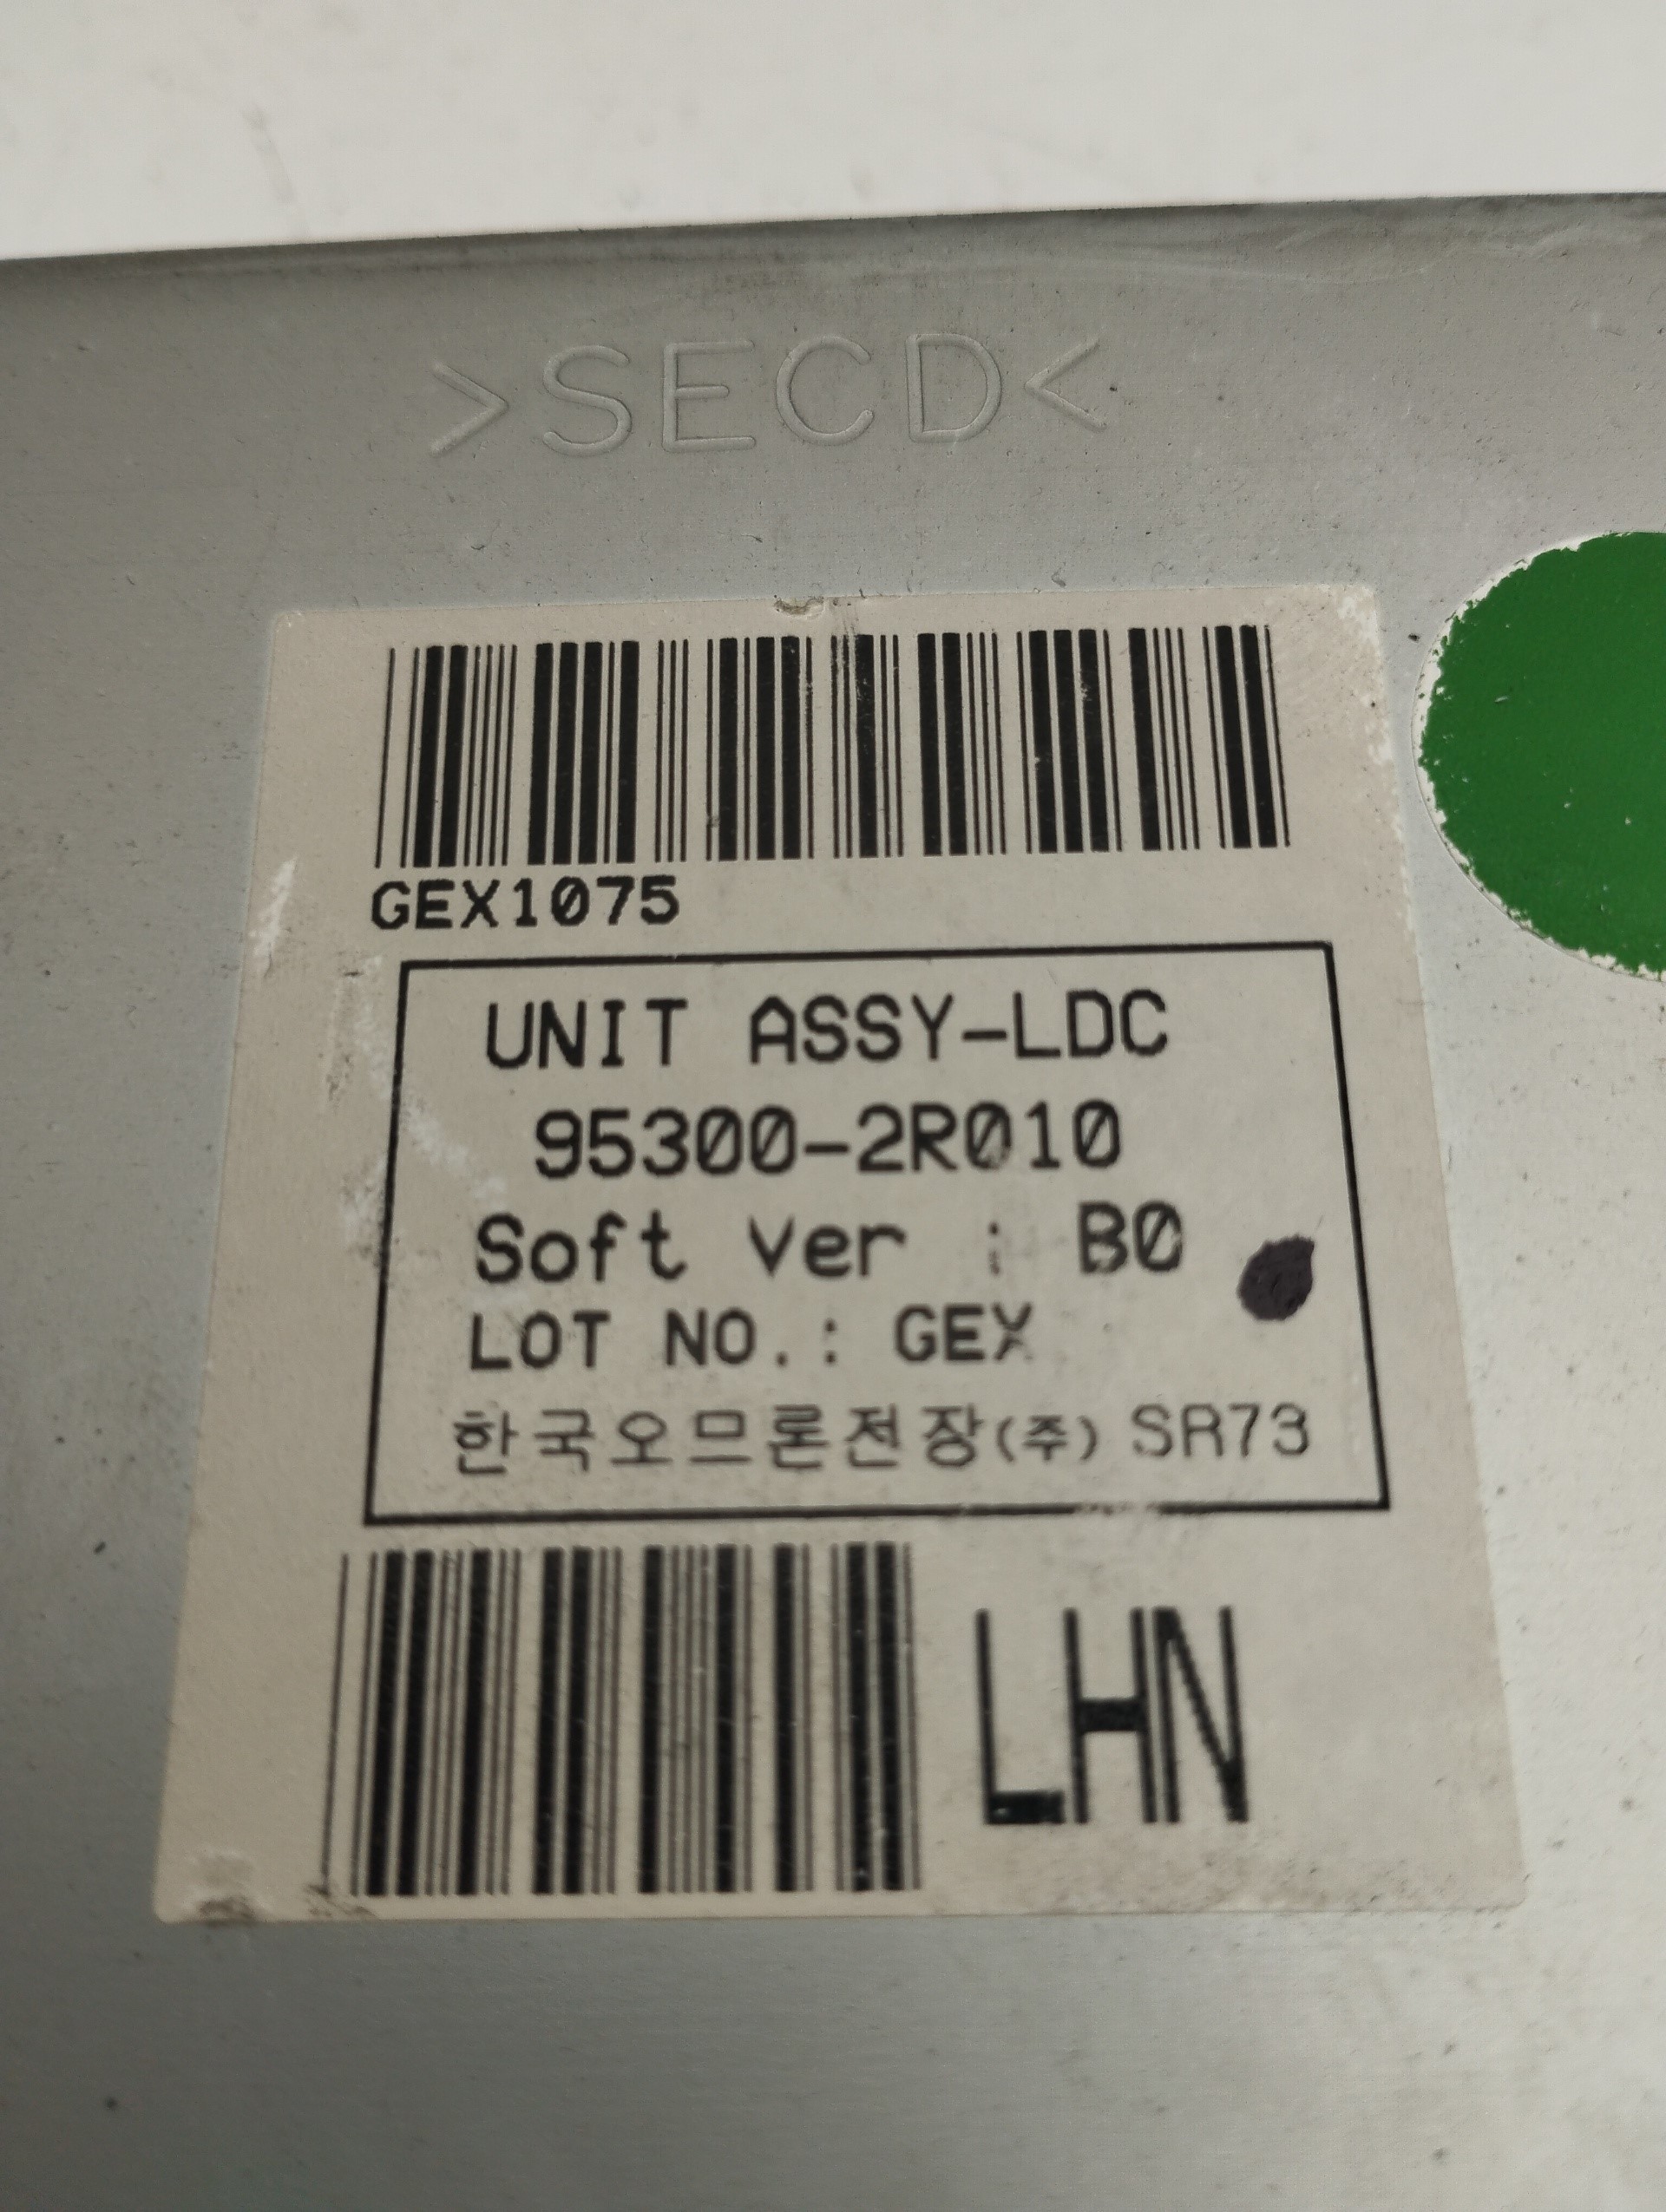 >SECD<
GEX1075
UNIT ASSY-LDC
95300-2R010
Soft Ver : B0
LOT NO.: GEX
한국오므론전장(주) SR73
LHN